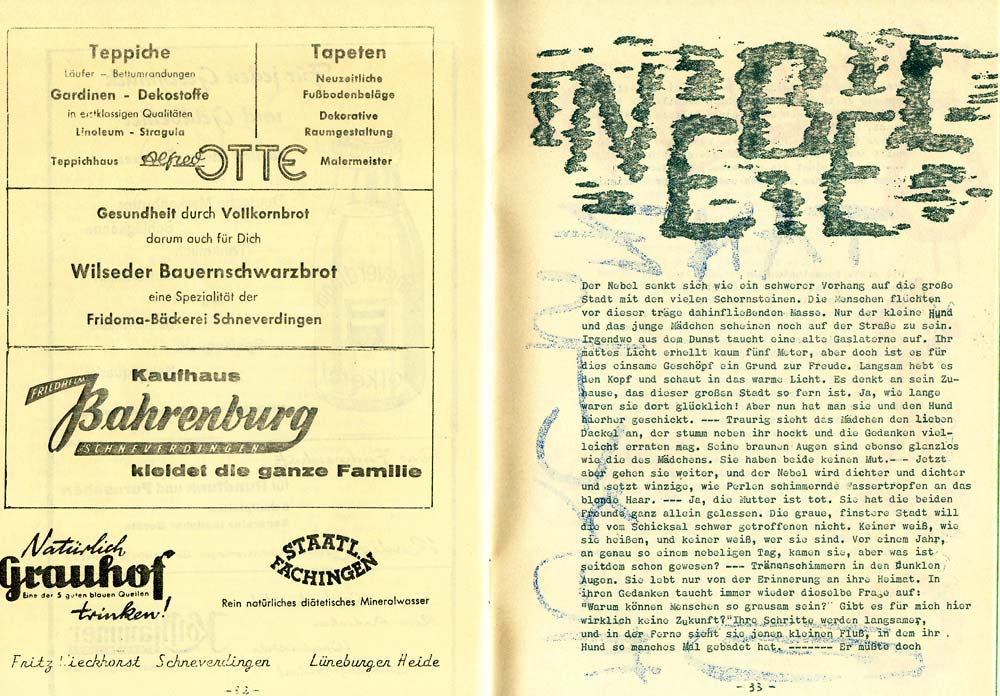 Teppiche
Läufer - Bettumrandungen
Gardinen - Dekostoffe
in erstklassigen Qualitäten
Linoleum - Stragula
Tapeten
Neuzeitliche
Fußbodenbeläge
Dekorative
Raumgestaltung
Teppichhaus Alfred OTTE Malermeister
Gesundheit durch Vollkornbrot
darum auch für Dich
Wilseder Bauernschwarzbrot
eine Spezialität der
Fridoma-Bäckerei Schneverdingen
Kaufhaus
FRIEDHELM
Bahrenburg
SCHNEVERDINGEN
kleidet die ganze Familie
Natürlich
Grauhof
Eine der 5 guten blauen Quellen
trinken!
STAATL.
FACHINGEN
Rein natürliches diätetisches Mineralwasser
Fritz Schneverdingen Lüneburger Heide
NEBEL
Der Nebel senkt sich wie ein schwerer Vorhang auf die große
Stadt mit den vielen Schornsteinen. Die Menschen flüchten
vor dieser träge dahinfließenden Masse. Nur der kleine Hund
und das junge Mädchen scheinen noch auf der Straße zu sein.
Irgendwo aus dem Dunst taucht eine alte Gaslaterne auf. Ihr
mattes Licht erhellt kaum fünf Meter, aber doch ist es für
dies einsame Geschöpf ein Grund zur Freude. Langsam hebt es
den Kopf und schaut in das warme Licht. Es denkt an sein Zu-
hause, das dieser großen Stadt so fern ist. Ja, wie lange
waren sie dort glücklich! Aber nun hat man sie und den Hund
hierher geschickt. --- Traurig sieht das Mädchen den lieben
Dackel an, der stumm neben ihr hockt und die Gedanken viel-
leicht erraten mag. Seine braunen Augen sind ebenso glanzlos
wie die des Mädchens. Sie haben beide keinen Mut.- - Jetzt
aber gehen sie weiter, und der Nebel wird dichter und dichter
und setzt winzige, wie Perlen schimmernde Wassertropfen an das
blonde Haar. --- Ja, die Mutter ist tot. Sie hat die beiden
Freunde ganz allein gelassen. Die graue, finstere Stadt will
die vom Schicksal schwer getroffenen nicht. Keiner weiß, wie
sie heißen, und keiner weiß, wer sie sind. Vor einem Jahr,
an genau so einem nebeligen Tag, kamen sie, aber was ist
seitdem schon gewesen? --- Tränen schimmern in den dunklen
Augen. Sie lebt nur von der Erinnerung an ihre Heimat. In
ihren Gedanken taucht immer wieder dieselbe Frage auf:
"Warum können Menschen so grausam sein?" Gibt es für mich hier
wirklich keine Zukunft?" Ihre Schritte werden langsamer,
und in der Ferne sieht sie jenen kleinen Fluß, in dem ihr
Hund so manches Mal gebadet hat. ------- Er müßte doch
- 33 -